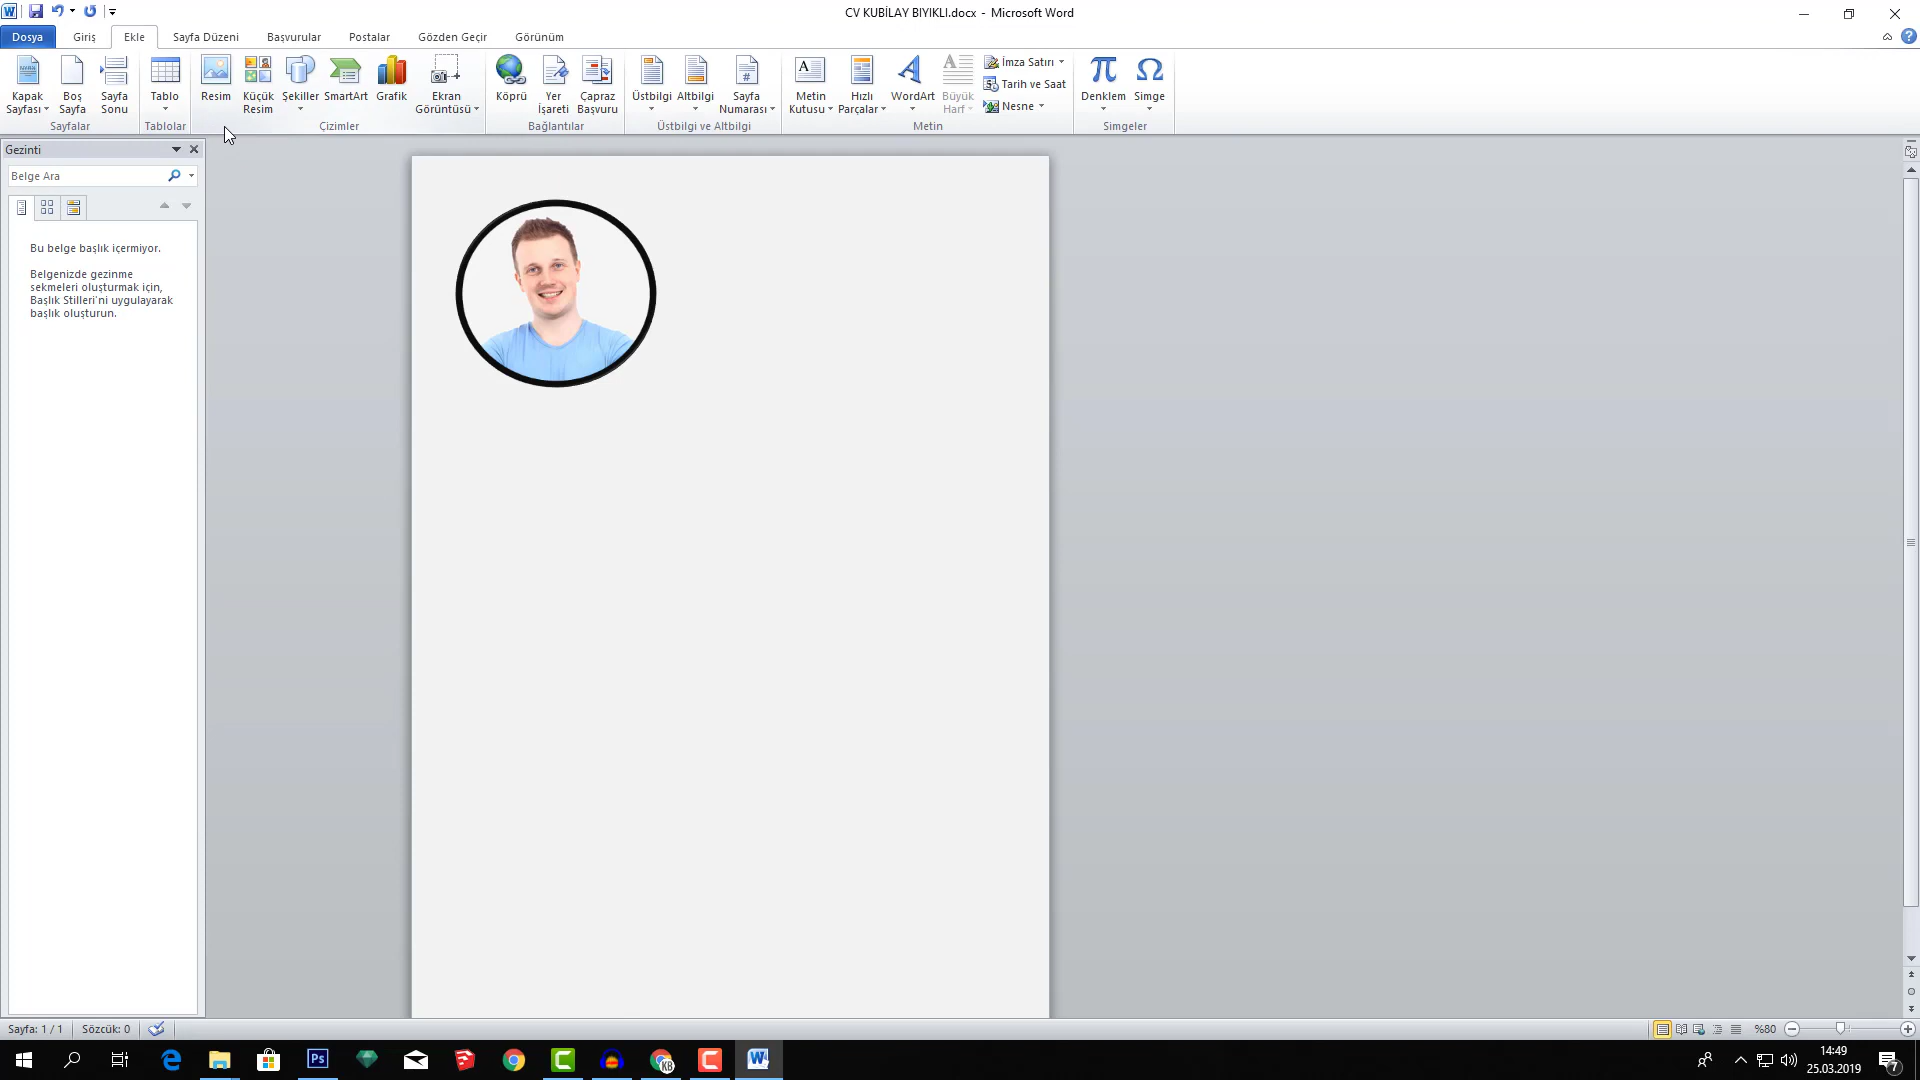 CV KUBİLAY BIYIKLI.docx - Microsoft Word
Dosya Giriş Ekle Sayfa Düzeni Başvurular Postalar Gözden Geçir Görünüm
Kapak Sayfası
Boş Sayfa
Sayfa Sonu
Tablo
Resim
Küçük Resim
Şekiller
SmartArt
Grafik
Ekran Görüntüsü
Köprü
Yer İşareti
Çapraz Başvuru
Üstbilgi
Altbilgi
Sayfa Numarası
Metin Kutusu
Hızlı Parçalar
WordArt
Büyük Harf
İmza Satırı
Tarih ve Saat
Nesne
Denklem
Simge
Sayfalar Tablolar Çizimler Bağlantılar Üstbilgi ve Altbilgi Metin Simgeler
Gezinti
Belge Ara
Bu belge başlık içermiyor.
Belgenizde gezinme
sekmeleri oluşturmak için,
Başlık Stilleri'ni uygulayarak
başlık oluşturun.
Sayfa: 1 / 1 Sözcük: 0 %80
Ps
KB
14:49
25.03.2019
7